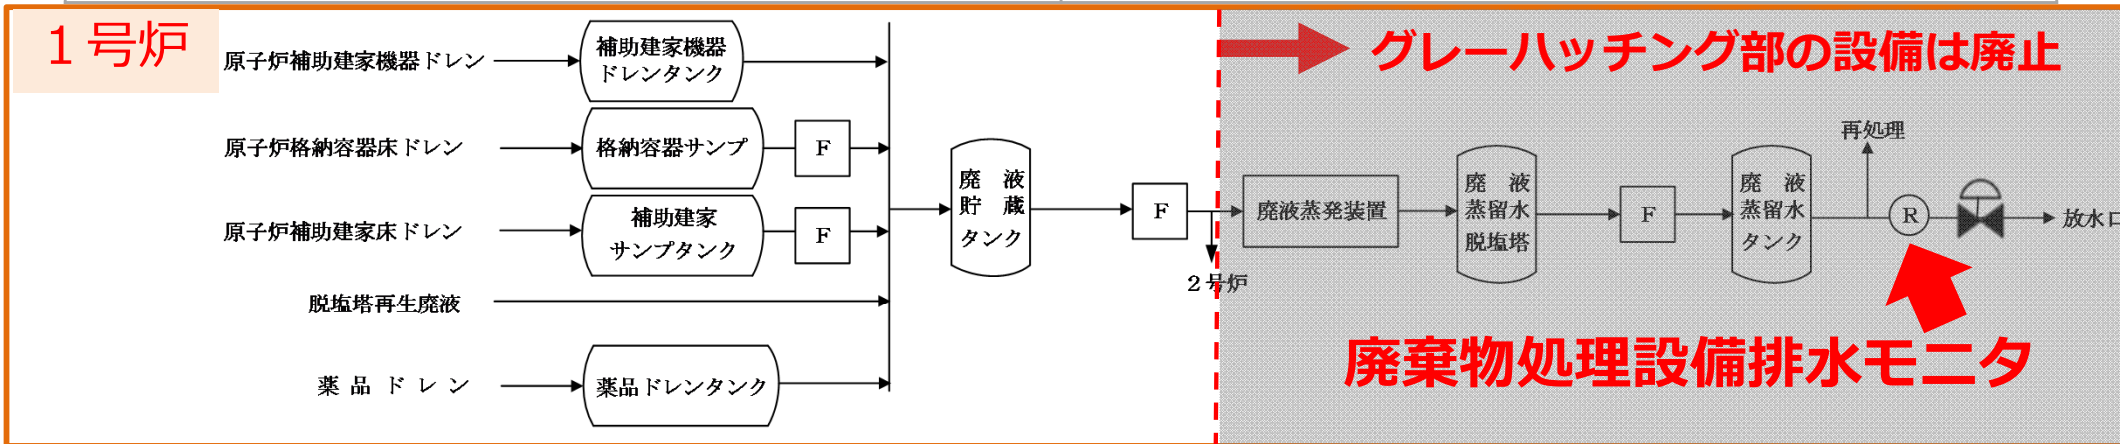 1号炉
グレーハッチング部の設備は廃止
原子炉補助建家機器ドレン
補助建家機器
ドレンタンク
原子炉格納容器床ドレン
格納容器サンプ
F
原子炉補助建家床ドレン
補助建家
サンプタンク
F
脱塩塔再生廃液
薬品ドレン
薬品ドレンタンク
廃液
貯蔵
タンク
F
2号炉
廃液蒸発装置
廃液
蒸留水
脱塩塔
F
廃液
蒸留水
タンク
再処理
R
放水口
廃棄物処理設備排水モニタ